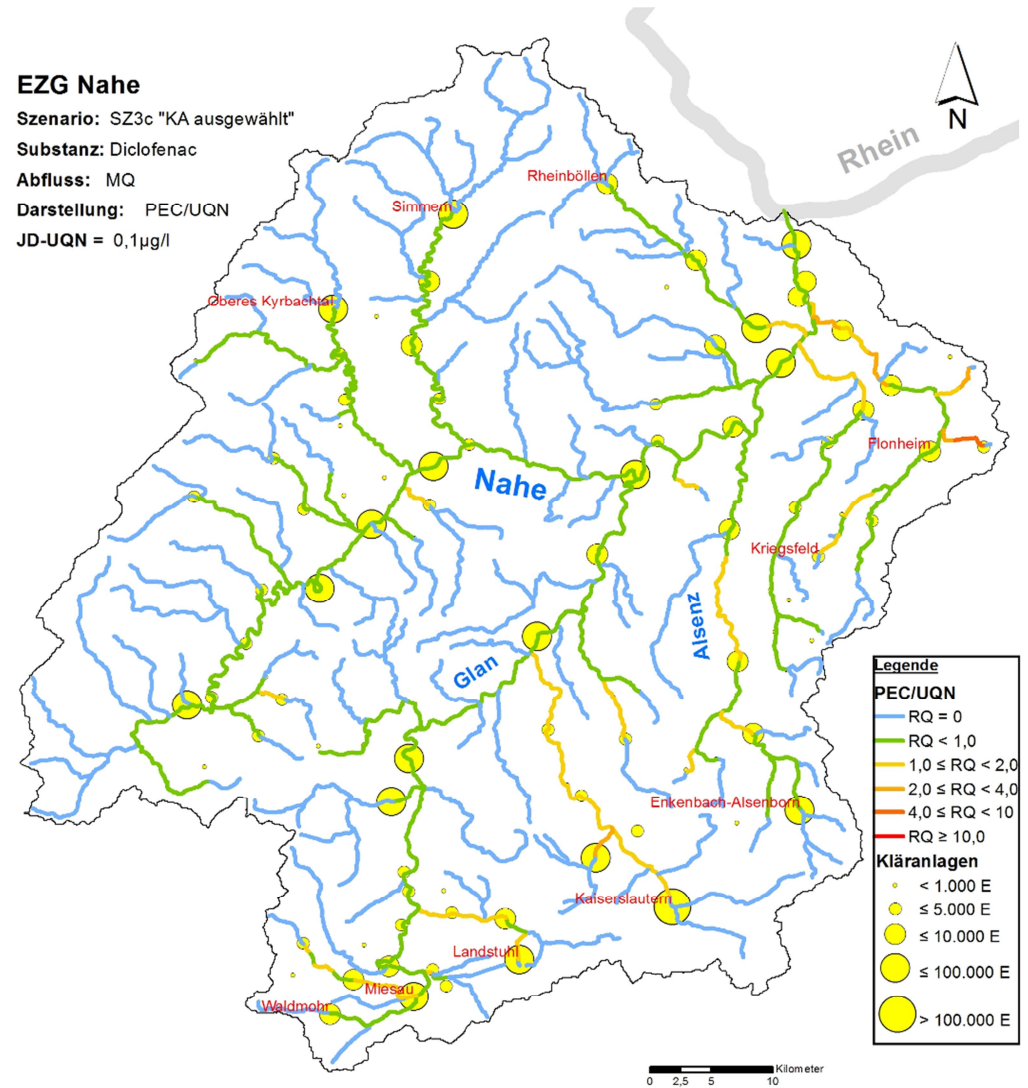 EZG Nahe
Szenario: SZ3c "KA ausgewählt"
Substanz: Diclofenac
Abfluss: MQ
Darstellung: PEC/UQN
JD-UQN = 0,1µg/l
N
Rhein
Rheinböllen
Simmern
Oberes Kyrbachtal
Flonheim
Nahe
Kriegsfeld
Alsenz
Glan
Enkenbach-Alsenborn
Kaiserslautern
Landstuhl
Miesau
Waldmohr
Legende
PEC/UQN
RQ = 0
RQ < 1,0
1,0 ≤ RQ < 2,0
2,0 ≤ RQ < 4,0
4,0 ≤ RQ < 10
RQ ≥ 10,0
Kläranlagen
< 1.000 E
≤ 5.000 E
≤ 10.000 E
≤ 100.000 E
> 100.000 E
Kilometer
0 2,5 5 10